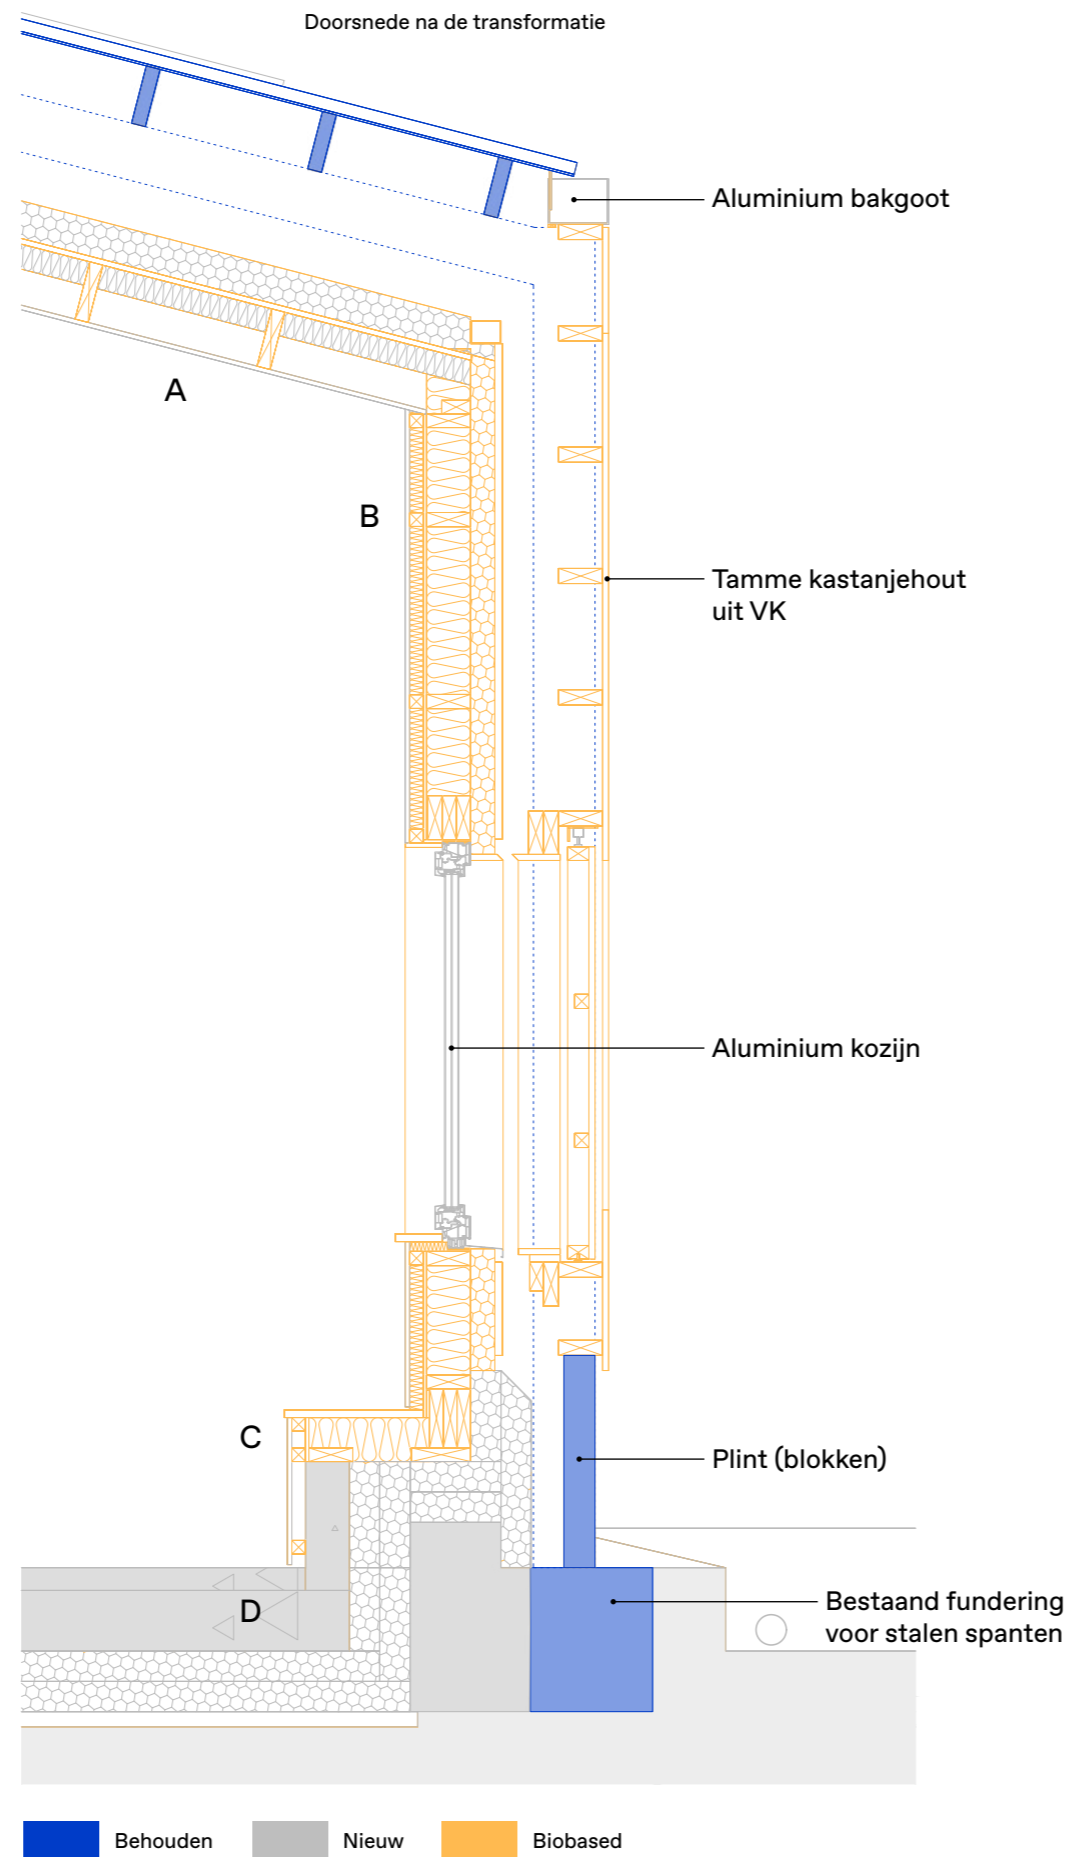 Doorsnede na de transformatie
Aluminium bakgoot
A
B
Tamme kastanjehout
uit VK
Aluminium kozijn
C
Plint (blokken)
D
Bestaand fundering
voor stalen spanten
Behouden
Nieuw
Biobased